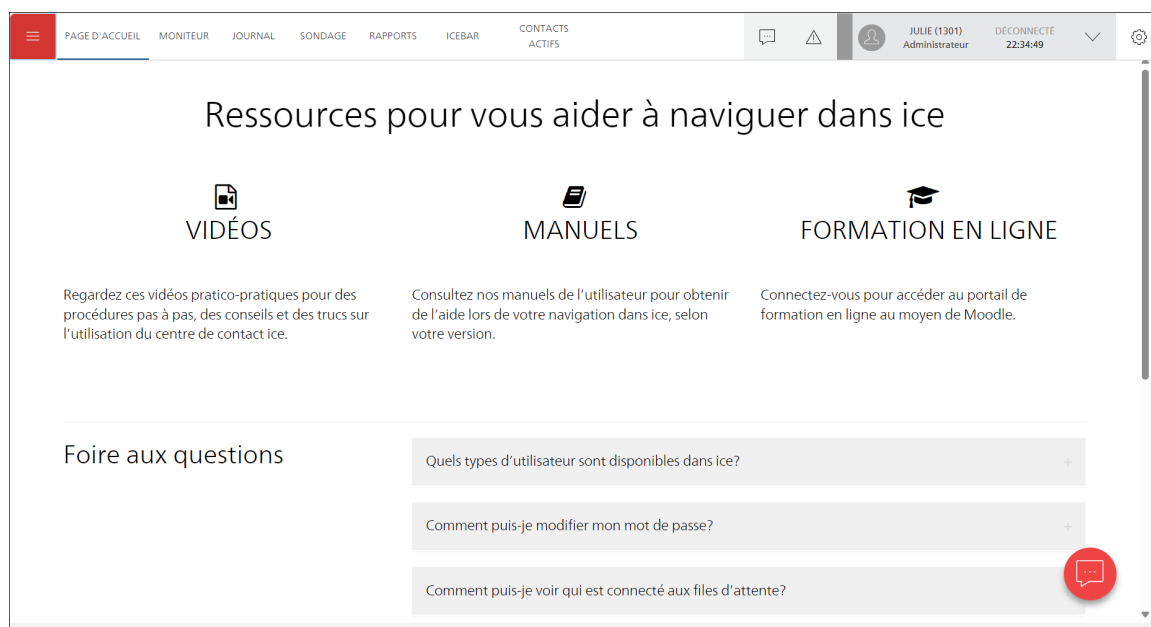 PAGE D'ACCUEIL MONITEUR JOURNAL SONDAGE RAPPORTS ICEBAR CONTACTS ACTIFS
JULIE (1301) DÉCONNECTÉ
Administrateur 22:34:49
Ressources pour vous aider à naviguer dans ice
VIDÉOS
Regardez ces vidéos pratico-pratiques pour des
procédures pas à pas, des conseils et des trucs sur
l'utilisation du centre de contact ice.
MANUELS
Consultez nos manuels de l'utilisateur pour obtenir
de l'aide lors de votre navigation dans ice, selon
votre version.
FORMATION EN LIGNE
Connectez-vous pour accéder au portail de
formation en ligne au moyen de Moodle.
Foire aux questions
Quels types d'utilisateur sont disponibles dans ice?
Comment puis-je modifier mon mot de passe?
Comment puis-je voir qui est connecté aux files d'attente?